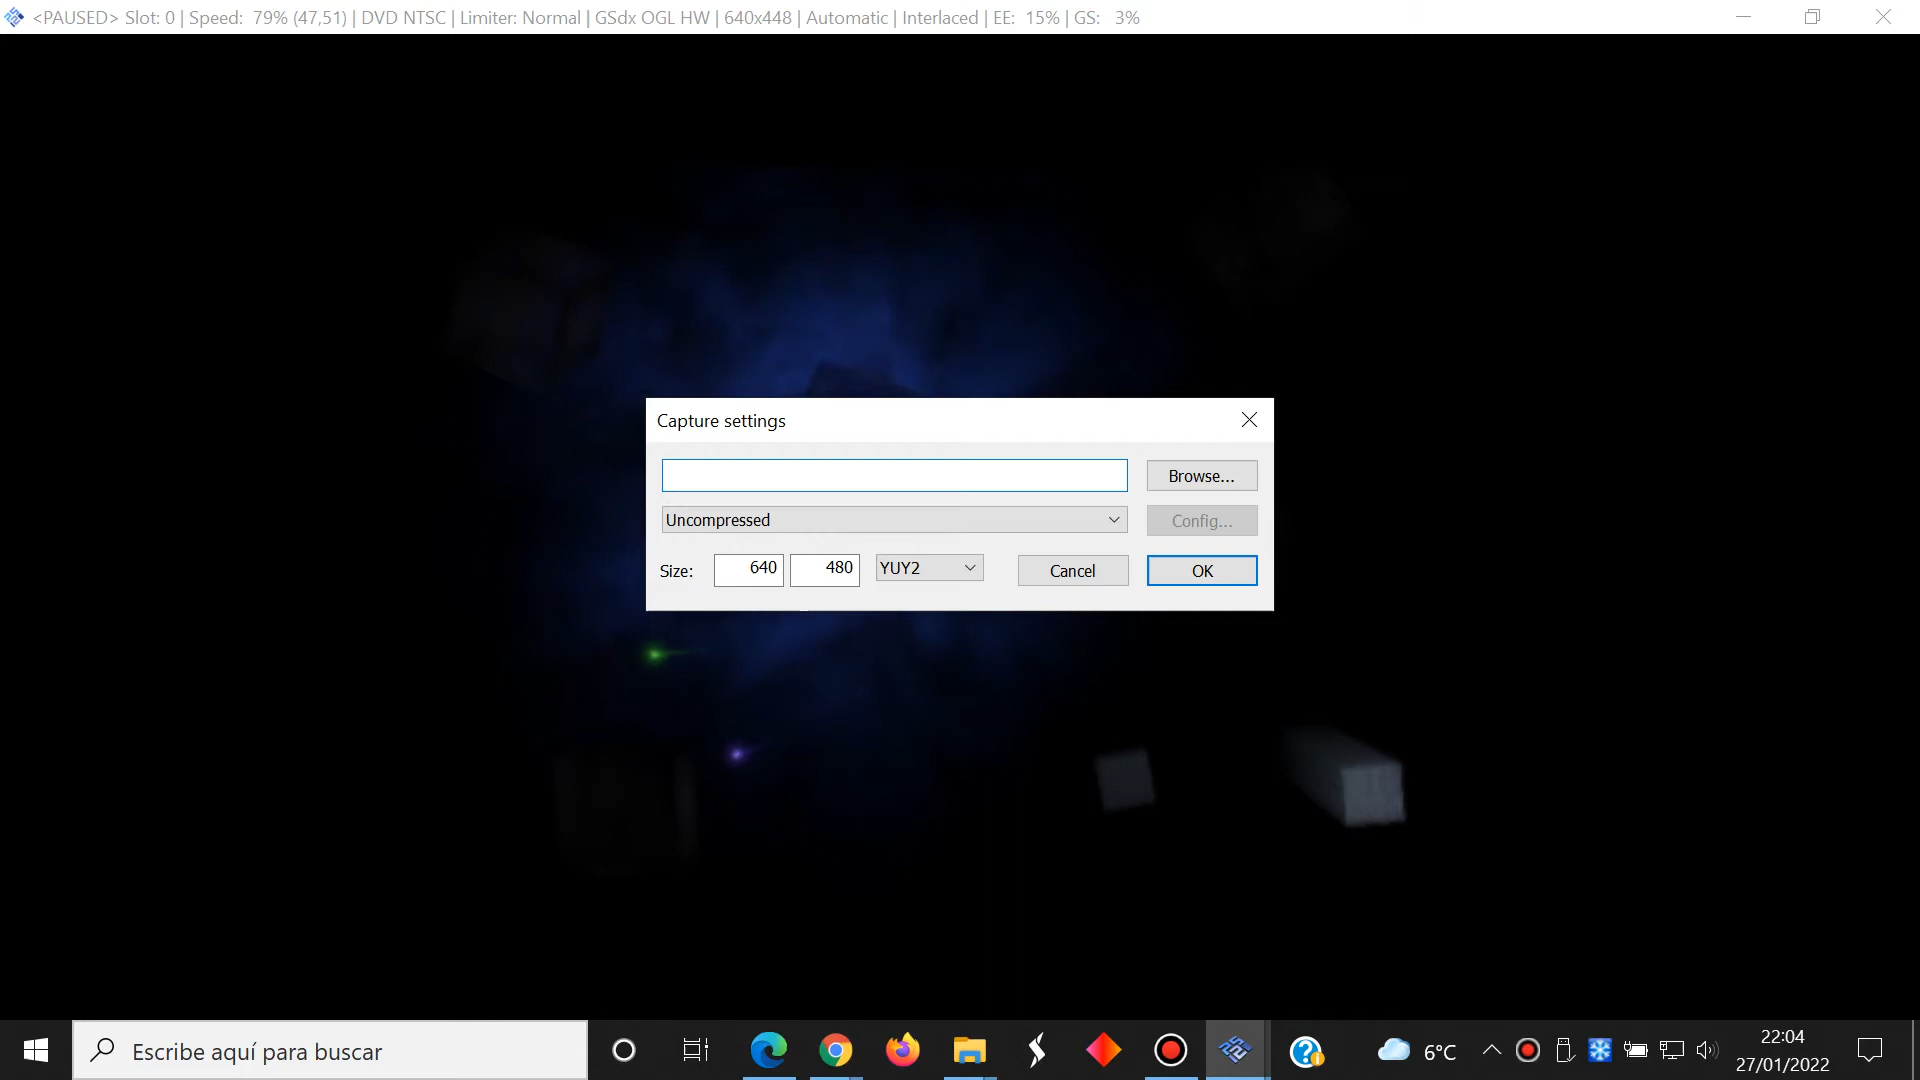 <PAUSED> Slot: 0 | Speed: 79% (47,51) | DVD NTSC | Limiter: Normal | GSdx OGL HW | 640x448 | Automatic | Interlaced | EE: 15% | GS: 3%
Capture settings
Browse...
Uncompressed
Config...
Size: 640 480 YUY2 Cancel OK
Escribe aquí para buscar
6°C
22:04
27/01/2022